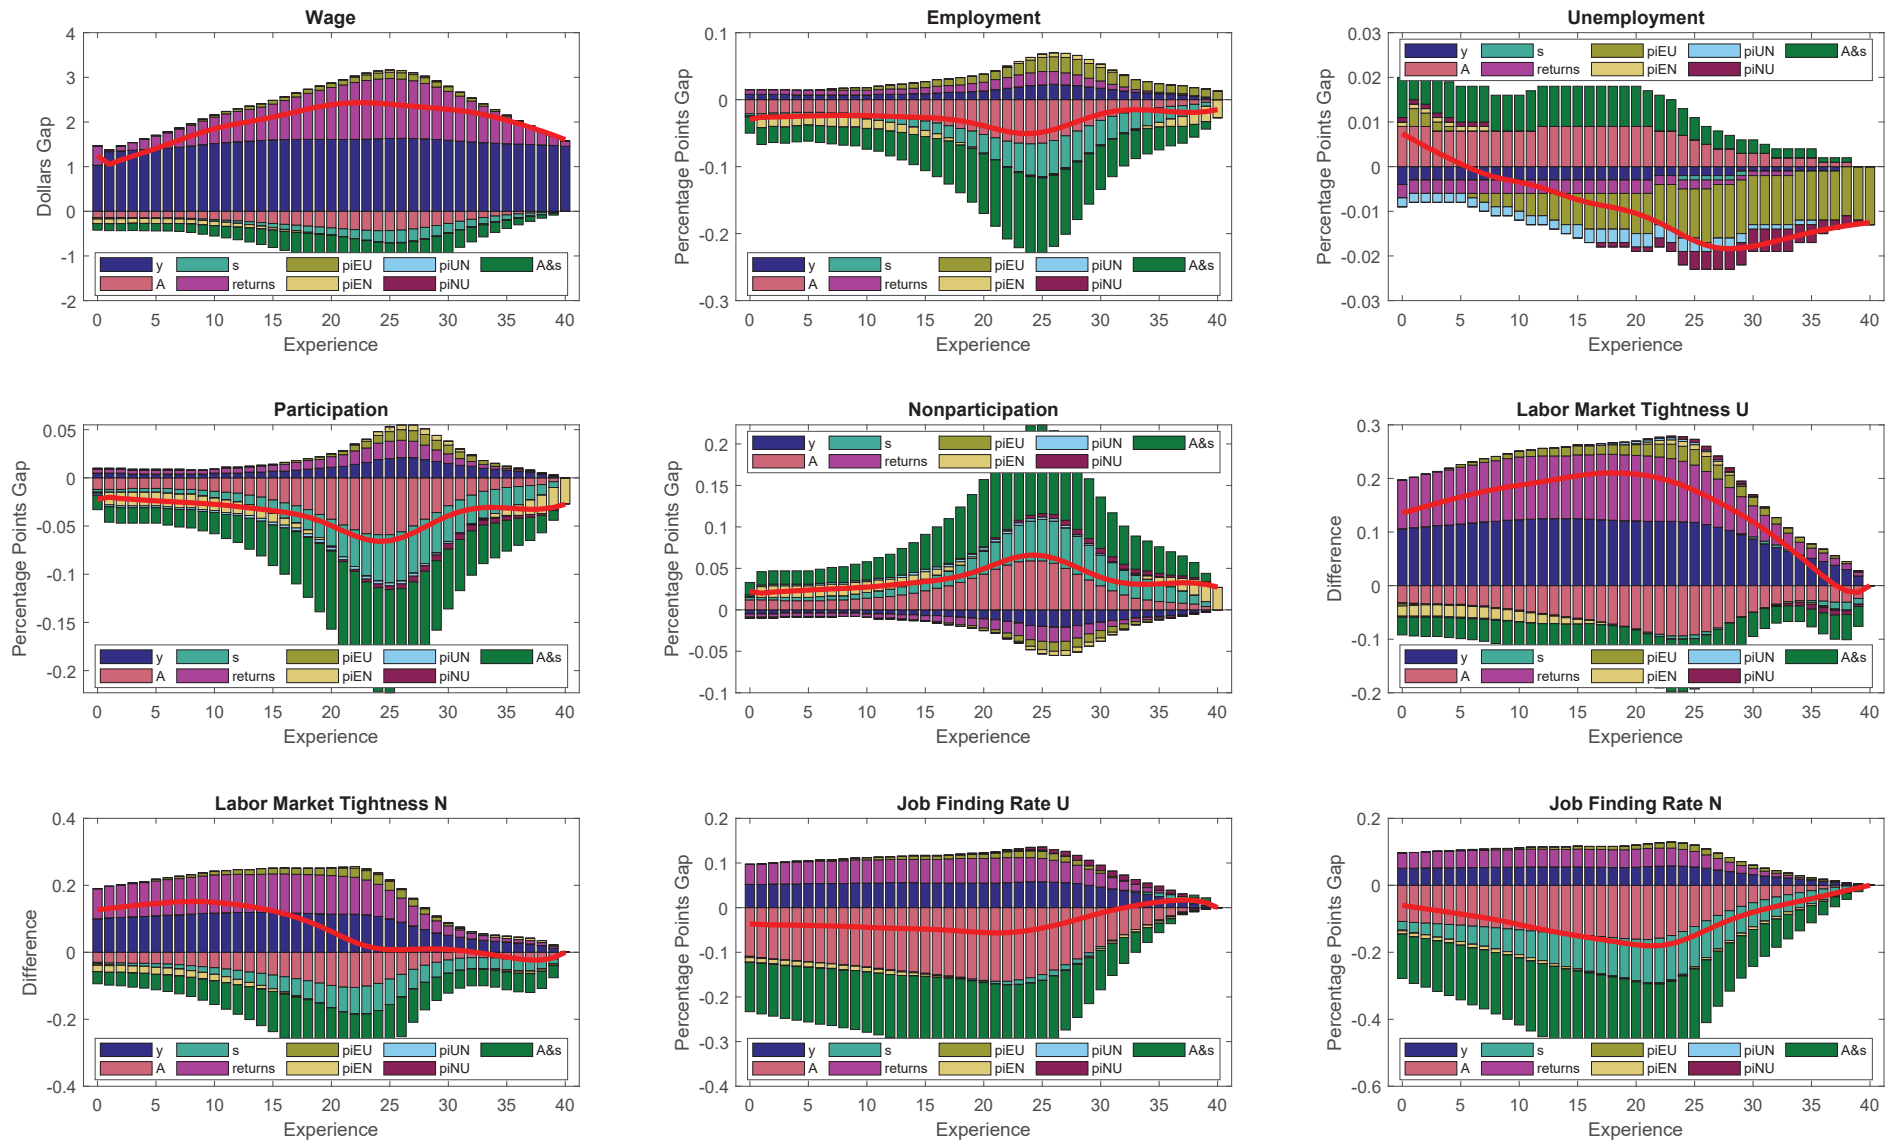 Wage
4
3
2
1
0
-1
-2
Dollars Gap
y s piEU piUN A&s
A returns piEN piNU
0 5 10 15 20 25 30 35 40
Experience
Employment
0.1
0
-0.1
-0.2
-0.3
Percentage Points Gap
y s piEU piUN A&s
A returns piEN piNU
0 5 10 15 20 25 30 35 40
Experience
Unemployment
0.03
0.02
0.01
0
-0.01
-0.02
-0.03
Percentage Points Gap
y s piEU piUN A&s
A returns piEN piNU
0 5 10 15 20 25 30 35 40
Experience
Participation
0.05
0
-0.05
-0.1
-0.15
-0.2
Percentage Points Gap
y s piEU piUN A&s
A returns piEN piNU
0 5 10 15 20 25 30 35 40
Experience
Nonparticipation
0.2
0.15
0.1
0.05
0
-0.05
-0.1
Percentage Points Gap
y s piEU piUN A&s
A returns piEN piNU
0 5 10 15 20 25 30 35 40
Experience
Labor Market Tightness U
0.3
0.2
0.1
0
-0.1
-0.2
Difference
y s piEU piUN A&s
A returns piEN piNU
0 5 10 15 20 25 30 35 40
Experience
Labor Market Tightness N
0.4
0.2
0
-0.2
-0.4
Difference
y s piEU piUN A&s
A returns piEN piNU
0 5 10 15 20 25 30 35 40
Experience
Job Finding Rate U
0.2
0.1
0
-0.1
-0.2
-0.3
-0.4
Percentage Points Gap
y s piEU piUN A&s
A returns piEN piNU
0 5 10 15 20 25 30 35 40
Experience
Job Finding Rate N
0.2
0
-0.2
-0.4
-0.6
Percentage Points Gap
y s piEU piUN A&s
A returns piEN piNU
0 5 10 15 20 25 30 35 40
Experience